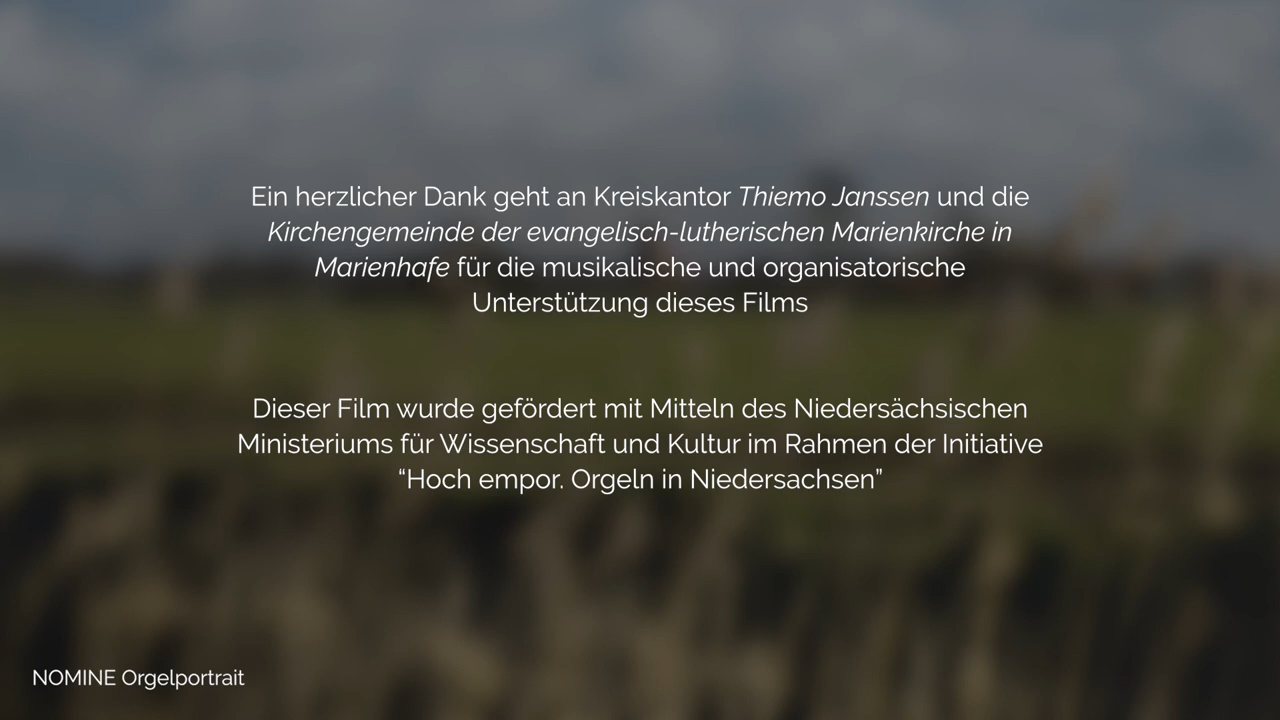 Ein herzlicher Dank geht an Kreiskantor Thiemo Janssen und die
Kirchengemeinde der evangelisch-lutherischen Marienkirche in
Marienhafe für die musikalische und organisatorische
Unterstützung dieses Films
Dieser Film wurde gefördert mit Mitteln des Niedersächsischen
Ministeriums für Wissenschaft und Kultur im Rahmen der Initiative
“Hoch empor. Orgeln in Niedersachsen”
NOMINE Orgelportrait